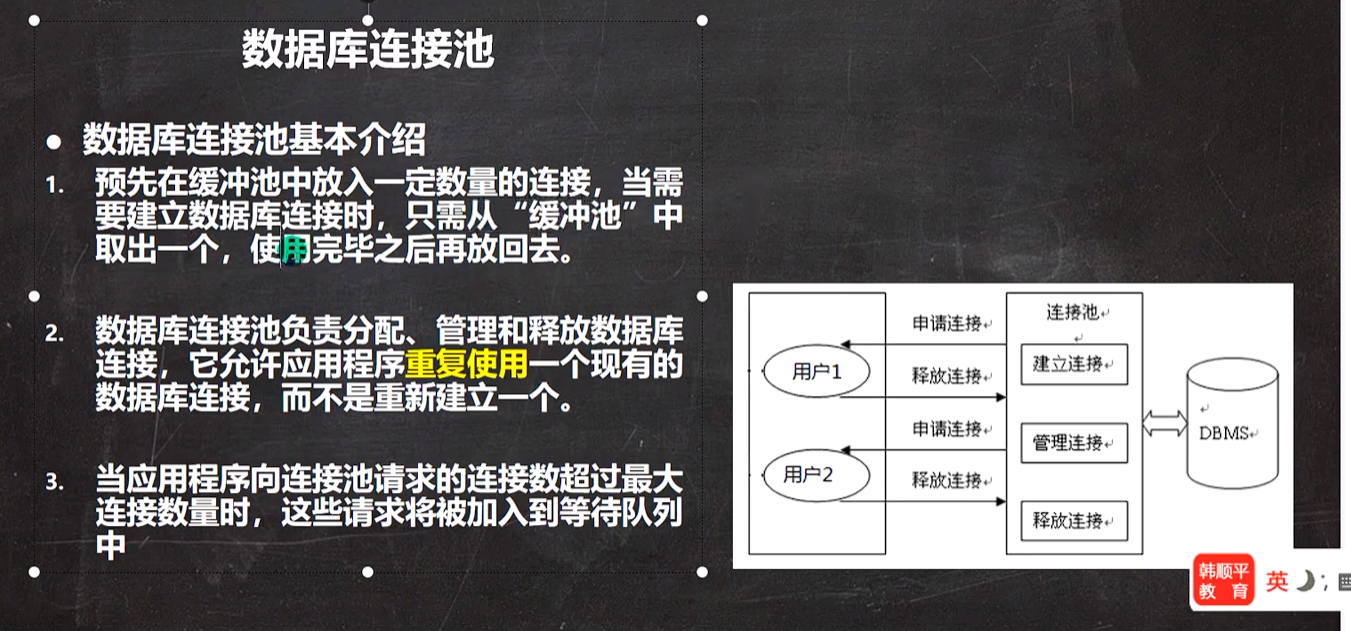 数据库连接池
● 数据库连接池基本介绍
1. 预先在缓冲池中放入一定数量的连接，当需
要建立数据库连接时，只需从“缓冲池”中
取出一个，使用完毕之后再放回去。
2. 数据库连接池负责分配、管理和释放数据库
连接，它允许应用程序重复使用一个现有的
数据库连接，而不是重新建立一个。
3. 当应用程序向连接池请求的连接数超过最大
连接数量时，这些请求将被加入到等待队列
中
用户1
用户2
申请连接
释放连接
申请连接
释放连接
连接池
建立连接
管理连接
释放连接
DBMS
韩顺平
教 育
英 ;